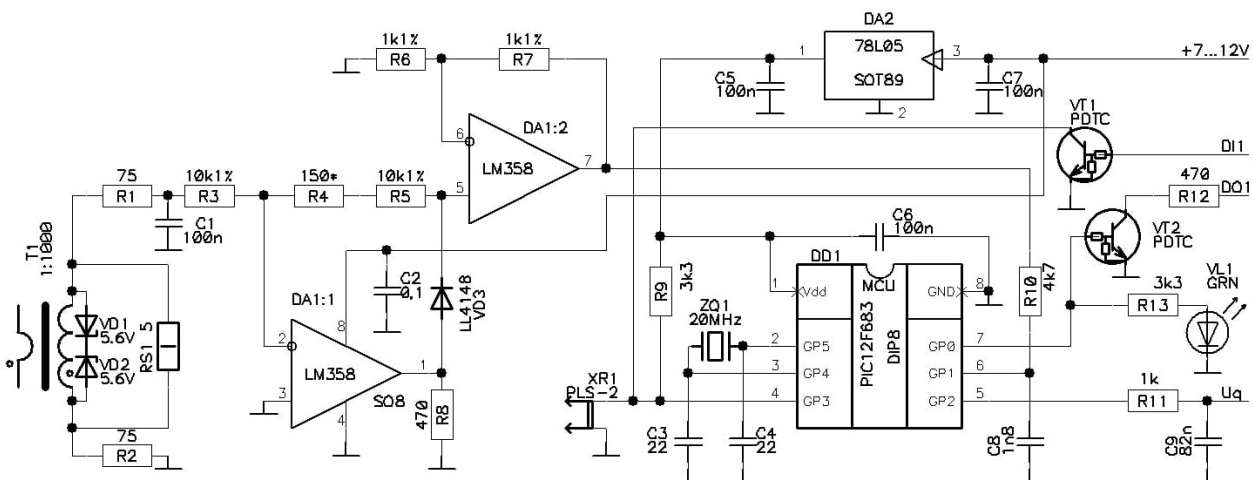 DA2
1k1%
R6
1k1%
R7
1
78L05
SOT89
3
2
+7...12V
C5
100n
C7
100n
VT1
PDTC
DA1:2
6
LM358
7
5
DI1
75
R1
10k1%
R3
150*
R4
10k1%
R5
470
R12
DO1
C1
100n
VT2
PDTC
T1
1:1000
C6
100n
C2
0,1
LL4148
VD3
R9
3k3
DD1
1
Vdd
MCU
GND
8
R10
4k7
3k3
R13
VL1
GRN
DA1:1
8
ZQ1
20MHz
VD1
5.6V
VD2
5.6V
RS1 5
2
LM358
1
3
SO8
4
2
GP5
3
GP4
4
GP3
PIC12F683
DIP8
GP0
7
GP1
6
GP2
5
XR1
PLS-2
1k
R11
Uq
470
R8
75
R2
C3
22
C4
22
C8
1n8
C9
82n